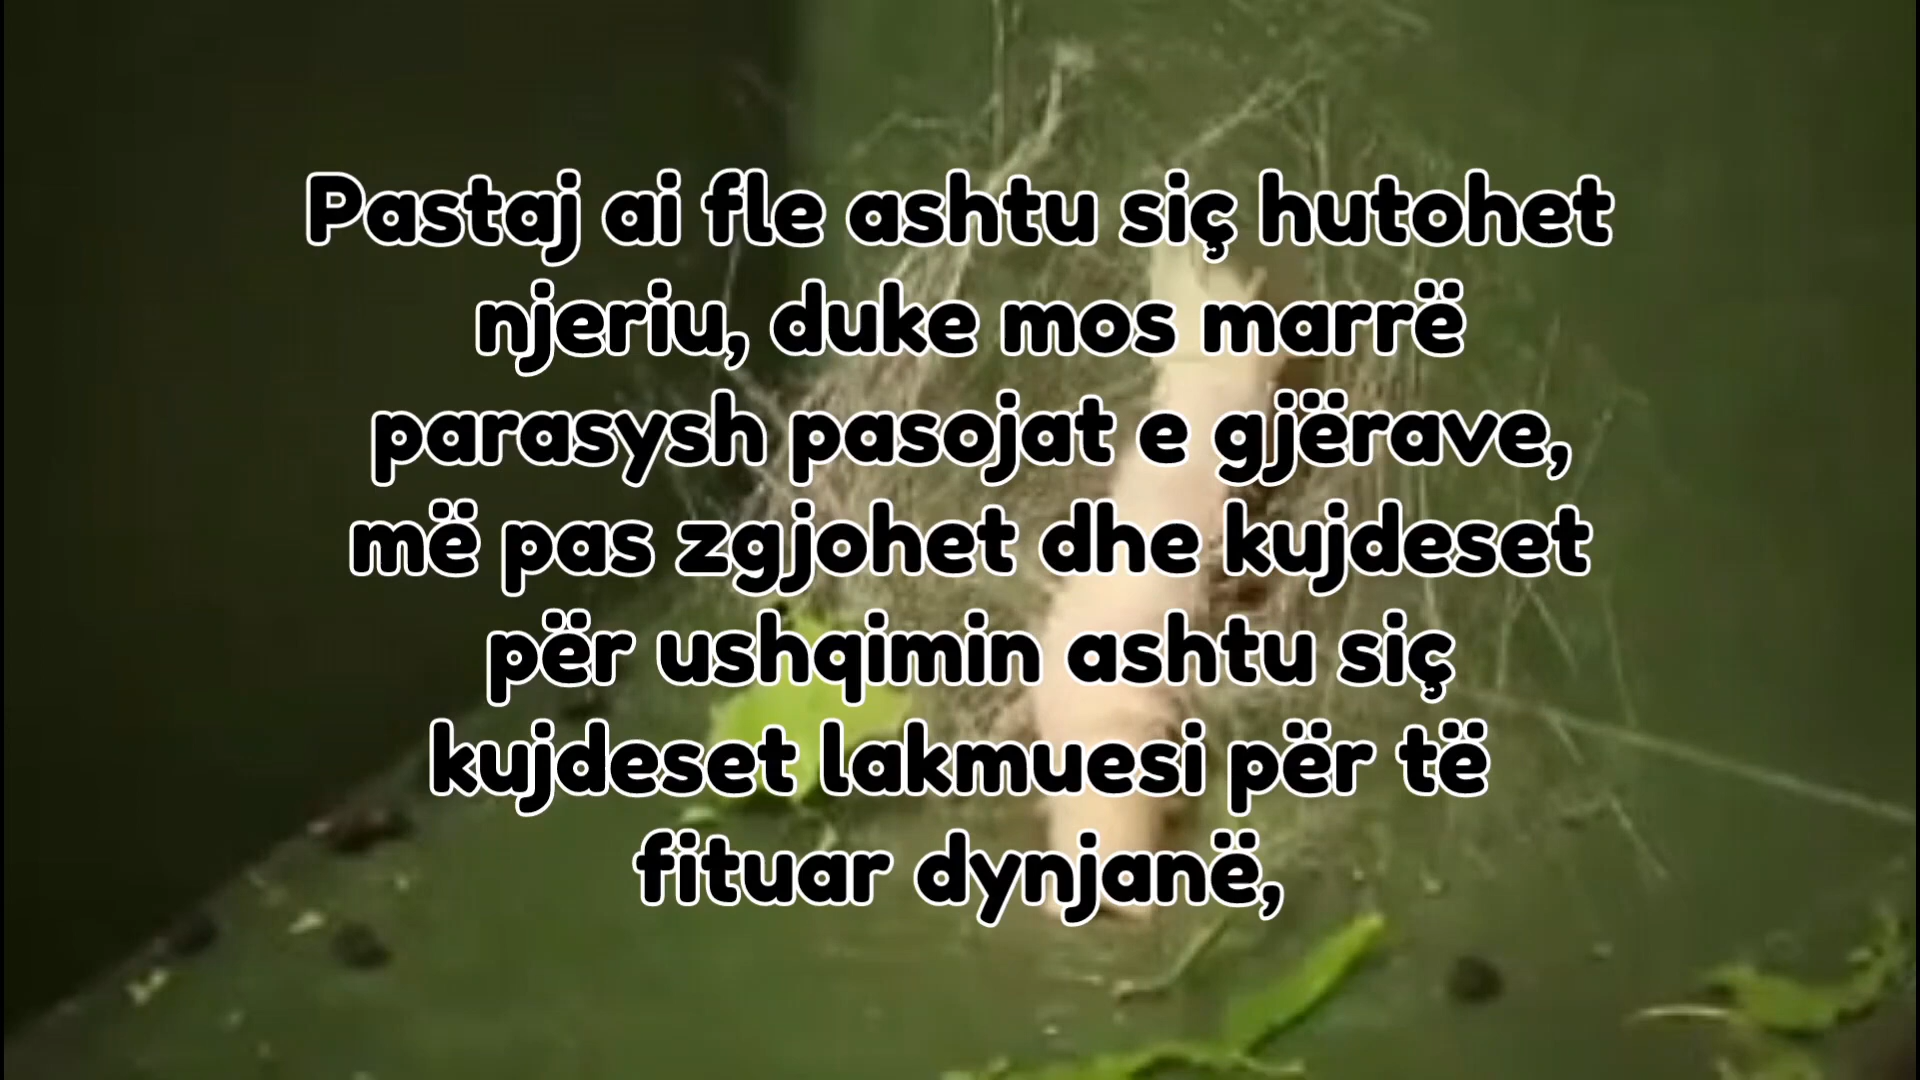 Pastaj ai fle ashtu siç hutohet
njeriu, duke mos marrë
parasysh pasojat e gjërave,
më pas zgjohet dhe kujdeset
për ushqimin ashtu siç
kujdeset lakmuesi për të
fituar dynjanë,